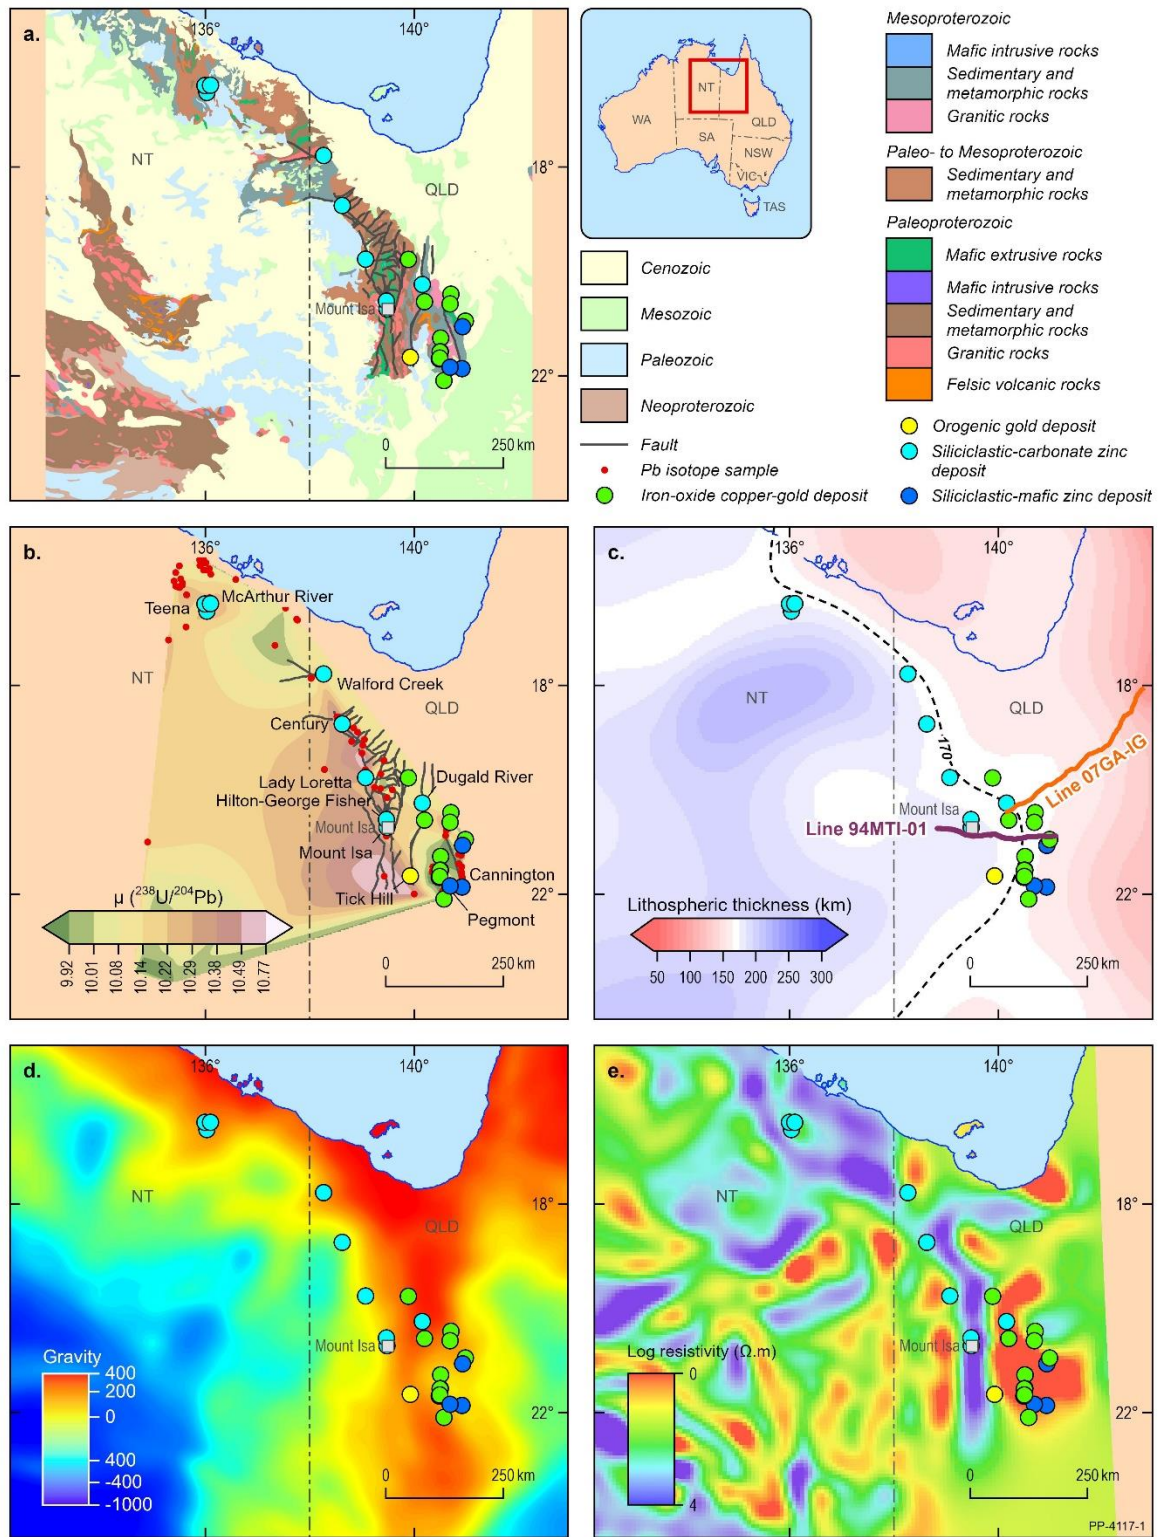 a.
136°
140°
NT
18°
QLD
Mount Isa
22°
0
250 km
WA
NT
QLD
SA
NSW
VIC
TAS
Cenozoic
Mesozoic
Paleozoic
Neoproterozoic
Fault
Pb isotope sample
Iron-oxide copper-gold deposit
Mesoproterozoic
Mafic intrusive rocks
Sedimentary and
metamorphic rocks
Granitic rocks
Paleo- to Mesoproterozoic
Sedimentary and
metamorphic rocks
Paleoproterozoic
Mafic extrusive rocks
Mafic intrusive rocks
Sedimentary and
metamorphic rocks
Granitic rocks
Felsic volcanic rocks
Orogenic gold deposit
Siliciclastic-carbonate zinc
deposit
Siliciclastic-mafic zinc deposit
b.
136°
140°
McArthur River
Teena
NT
18°
Walford Creek
QLD
Century
Lady Loretta
Dugald River
Hilton-George Fisher
Mount Isa
Mount Isa
Cannington
Tick Hill
22°
Pegmont
µ (²³⁸U/²⁰⁴Pb)
9.92
10.01
10.08
10.14
10.22
10.29
10.38
10.49
10.77
0
250 km
c.
136°
140°
NT
18°
QLD
170
Line 07GA-IG
Mount Isa
Line 94MTI-01
22°
Lithospheric thickness (km)
50 100 150 200 250 300
0
250 km
d.
136°
140°
NT
18°
QLD
Mount Isa
Gravity
400
200
0
-400
-1000
22°
0
250 km
e.
136°
140°
NT
18°
QLD
Mount Isa
Log resistivity (Ω.m)
0
4
22°
0
250 km
PP-4117-1